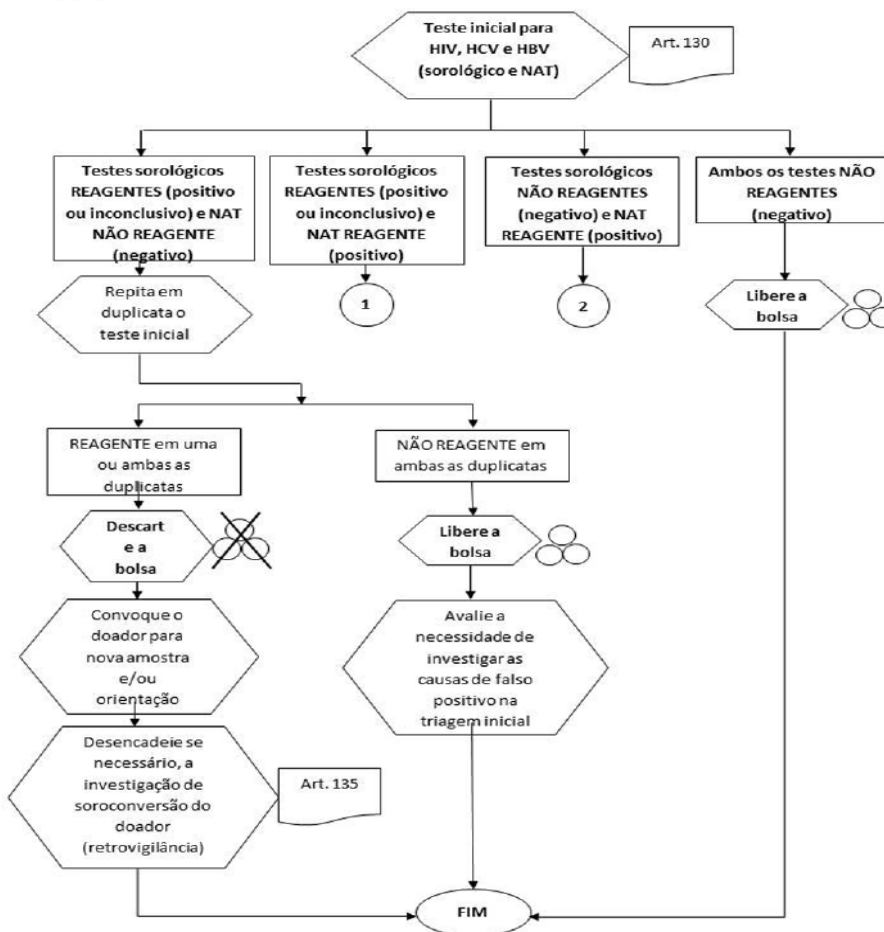 Teste inicial para
HIV, HCV e HBV
(sorológico e NAT)
Art. 130
Testes sorológicos
REAGENTES (positivo
ou inconclusivo) e NAT
NÃO REAGENTE
(negativo)
Testes sorológicos
REAGENTES (positivo
ou inconclusivo) e
NAT REAGENTE
(positivo)
Testes sorológicos
NÃO REAGENTES
(negativo) e NAT
REAGENTE (positivo)
Ambos os testes NÃO
REAGENTES
(negativo)
Repita em
duplicata o
teste inicial
1
2
Libere a
bolsa
REAGENTE em uma
ou ambas as
duplicatas
NÃO REAGENTE em
ambas as duplicatas
Descart
e a
bolsa
Libere a
bolsa
Convoque o
doador para
nova amostra
e/ou
orientação
Avalie a
necessidade de
investigar as
causas de falso
positivo na
triagem inicial
Desencadeie se
necessário, a
investigação de
soroconversão do
doador
(retrovigilância)
Art. 135
FIM